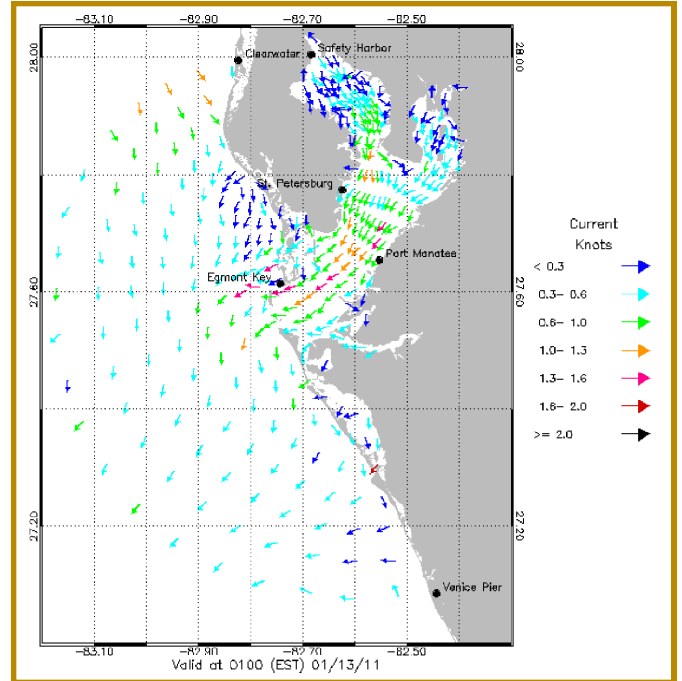 -83.10 -82.90 -82.70 -82.50
28.00 28.00
Clearwater
Safety Harbor
St. Petersburg
Port Manatee
Egmont Key
27.60 27.60
27.20 27.20
Venice Pier
-83.10 -82.90 -82.70 -82.50
Valid at 0100 (EST) 01/13/11
Current
Knots
< 0.3
0.3- 0.6
0.6- 1.0
1.0- 1.3
1.3- 1.6
1.6- 2.0
>= 2.0